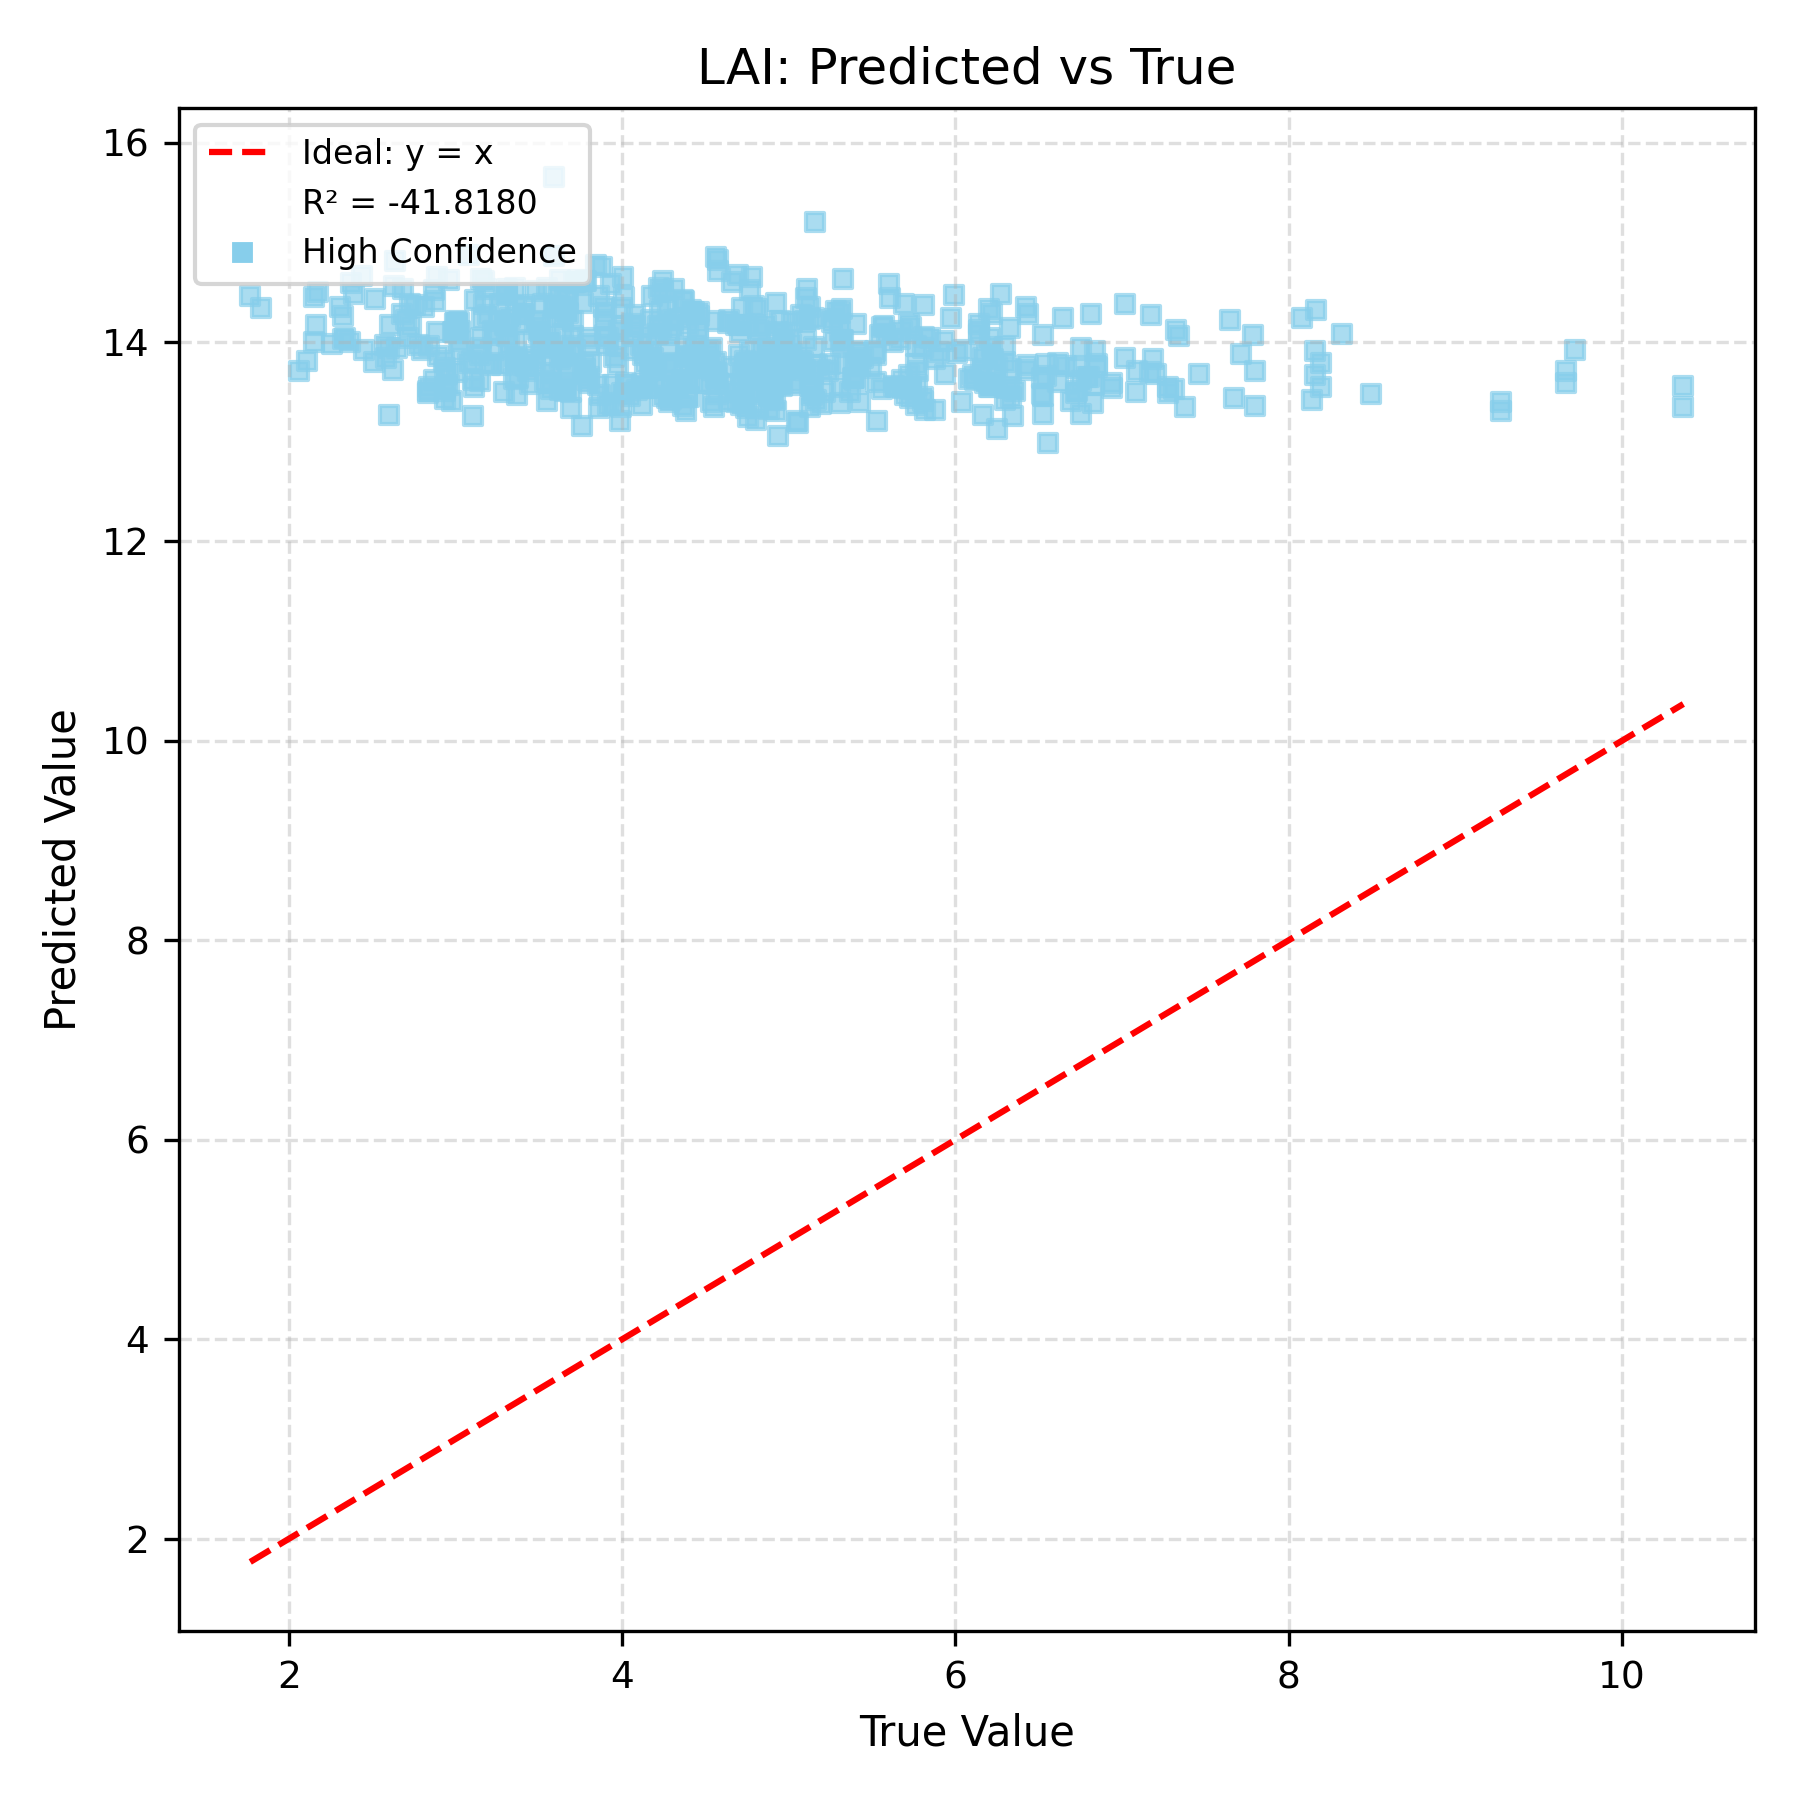 LAI: Predicted vs True
Ideal: y = x
R² = -41.8180
High Confidence
16
14
12
10
8
6
4
2
Predicted Value
2 4 6 8 10
True Value